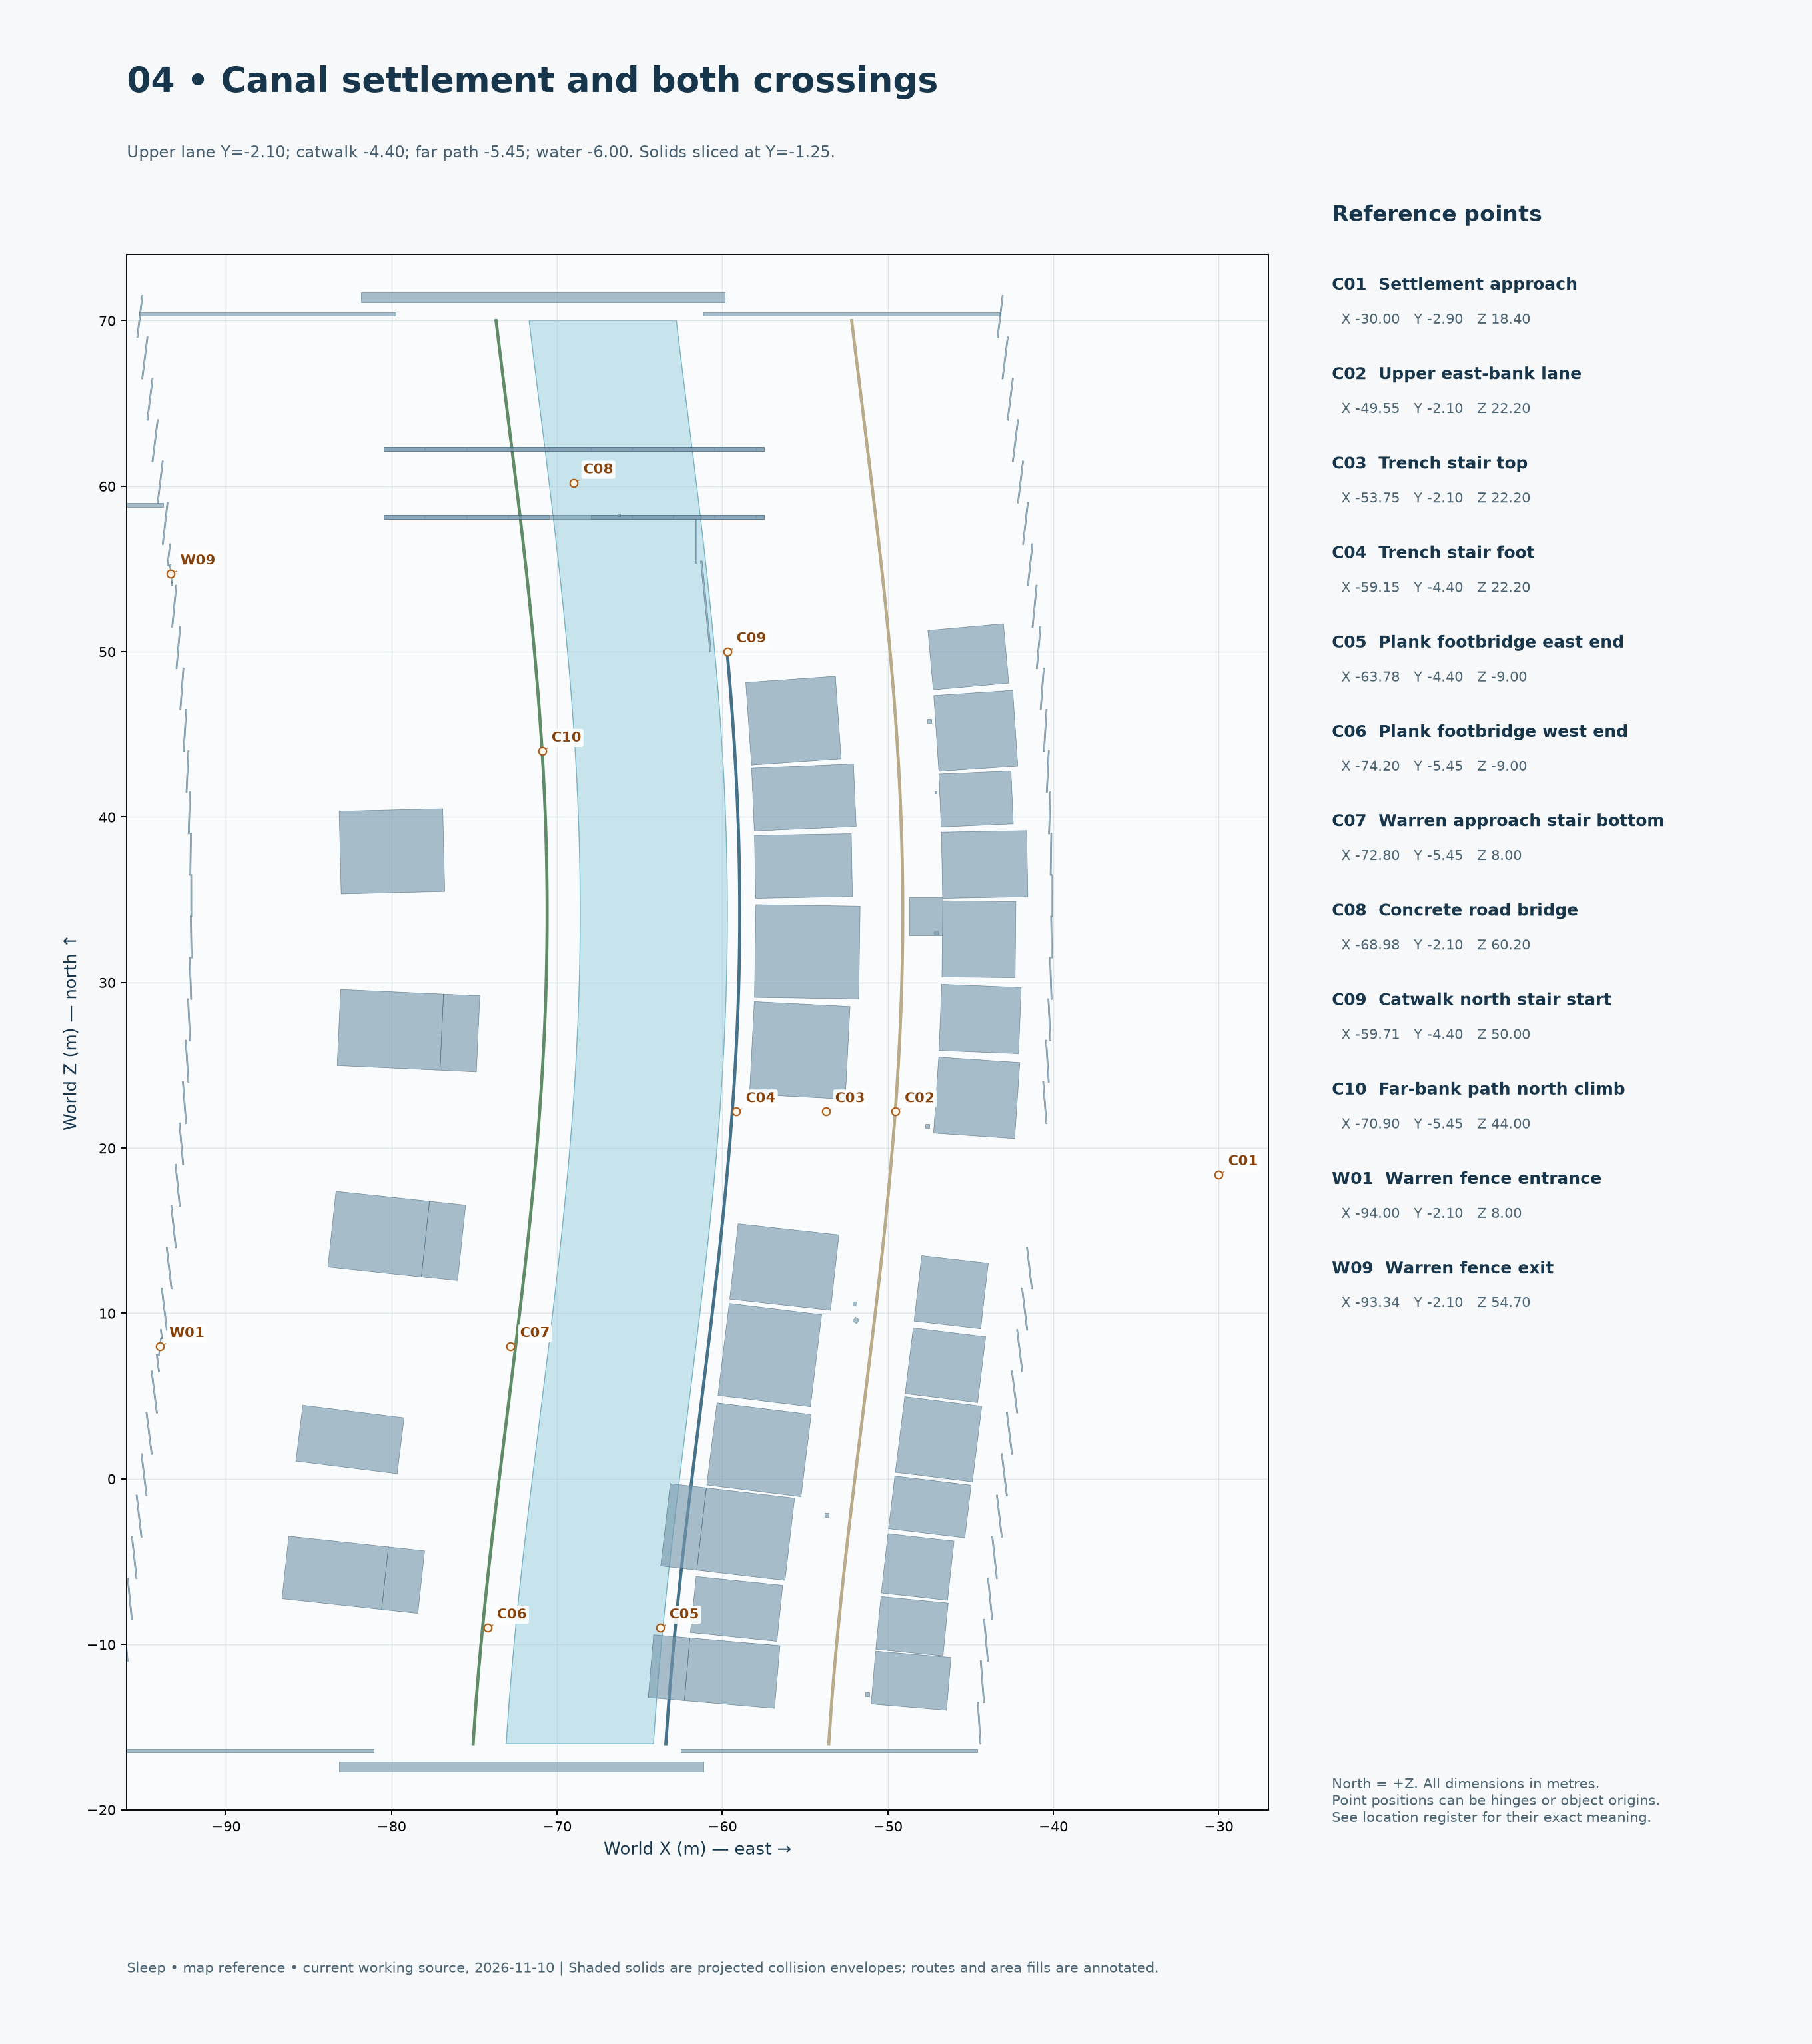 04 • Canal settlement and both crossings
Upper lane Y=-2.10; catwalk -4.40; far path -5.45; water -6.00. Solids sliced at Y=-1.25.
Reference points
C01 Settlement approach
X -30.00 Y -2.90 Z 18.40
C02 Upper east-bank lane
X -49.55 Y -2.10 Z 22.20
C03 Trench stair top
X -53.75 Y -2.10 Z 22.20
C04 Trench stair foot
X -59.15 Y -4.40 Z 22.20
C05 Plank footbridge east end
X -63.78 Y -4.40 Z -9.00
C06 Plank footbridge west end
X -74.20 Y -5.45 Z -9.00
C07 Warren approach stair bottom
X -72.80 Y -5.45 Z 8.00
C08 Concrete road bridge
X -68.98 Y -2.10 Z 60.20
C09 Catwalk north stair start
X -59.71 Y -4.40 Z 50.00
C10 Far-bank path north climb
X -70.90 Y -5.45 Z 44.00
W01 Warren fence entrance
X -94.00 Y -2.10 Z 8.00
W09 Warren fence exit
X -93.34 Y -2.10 Z 54.70
North = +Z. All dimensions in metres.
Point positions can be hinges or object origins.
See location register for their exact meaning.
World Z (m) — north ↑
70
60
50
40
30
20
10
0
−10
−20
C08
W09
C09
C10
C04
C03
C02
C01
W01
C07
C06
C05
−90
−80
−70
−60
−50
−40
−30
World X (m) — east →
Sleep • map reference • current working source, 2026-11-10 | Shaded solids are projected collision envelopes; routes and area fills are annotated.